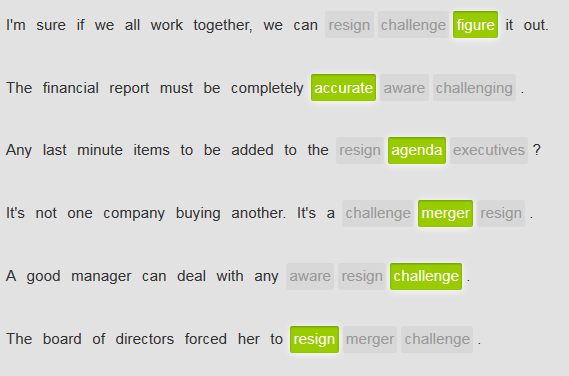 I'm sure if we all work together, we can resign challenge figure it out.
The financial report must be completely accurate aware challenging .
Any last minute items to be added to the resign agenda executives ?
It's not one company buying another. It's a challenge merger resign .
A good manager can deal with any aware resign challenge .
The board of directors forced her to resign merger challenge .